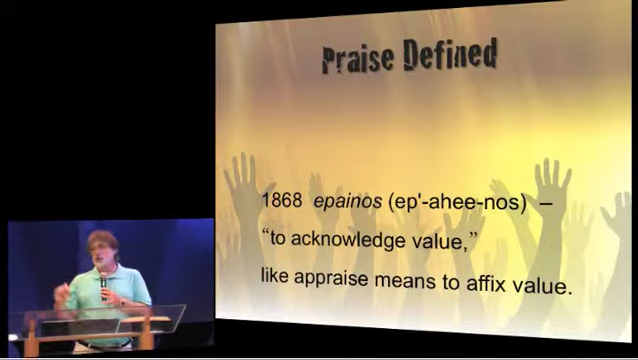 Praise Defined
1868 epainos (ep'-ahee-nos) –
“to acknowledge value,”
like appraise means to affix value.